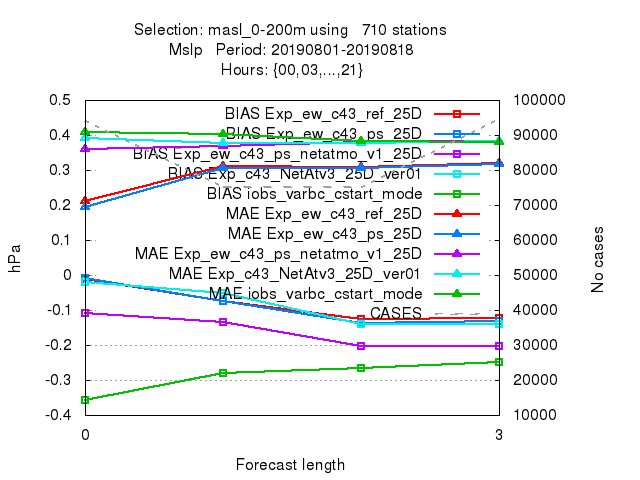 Selection: masl_0-200m using 710 stations
Mslp Period: 20190801-20190818
Hours: {00,03,...,21}
0.5 BIAS Exp_ew_c43_ref_25D 100000
0.4 BIAS Exp_ew_c43_ps_25D 90000
BIAS Exp_ew_c43_ps_netatmo_v1_25D
0.3 BIAS Exp_c43_NetAtv3_25D_ver01 80000
BIAS iobs_varbc_cstart_mode
0.2 MAE Exp_ew_c43_ref_25D 70000
MAE Exp_ew_c43_ps_25D
0.1 MAE Exp_ew_c43_ps_netatmo_v1_25D 60000
0 MAE Exp_c43_NetAtv3_25D_ver01 50000
MAE iobs_varbc_cstart_mode
-0.1 CASES 40000
-0.2 30000
-0.3 20000
-0.4 10000
hPa
No cases
0 3
Forecast length